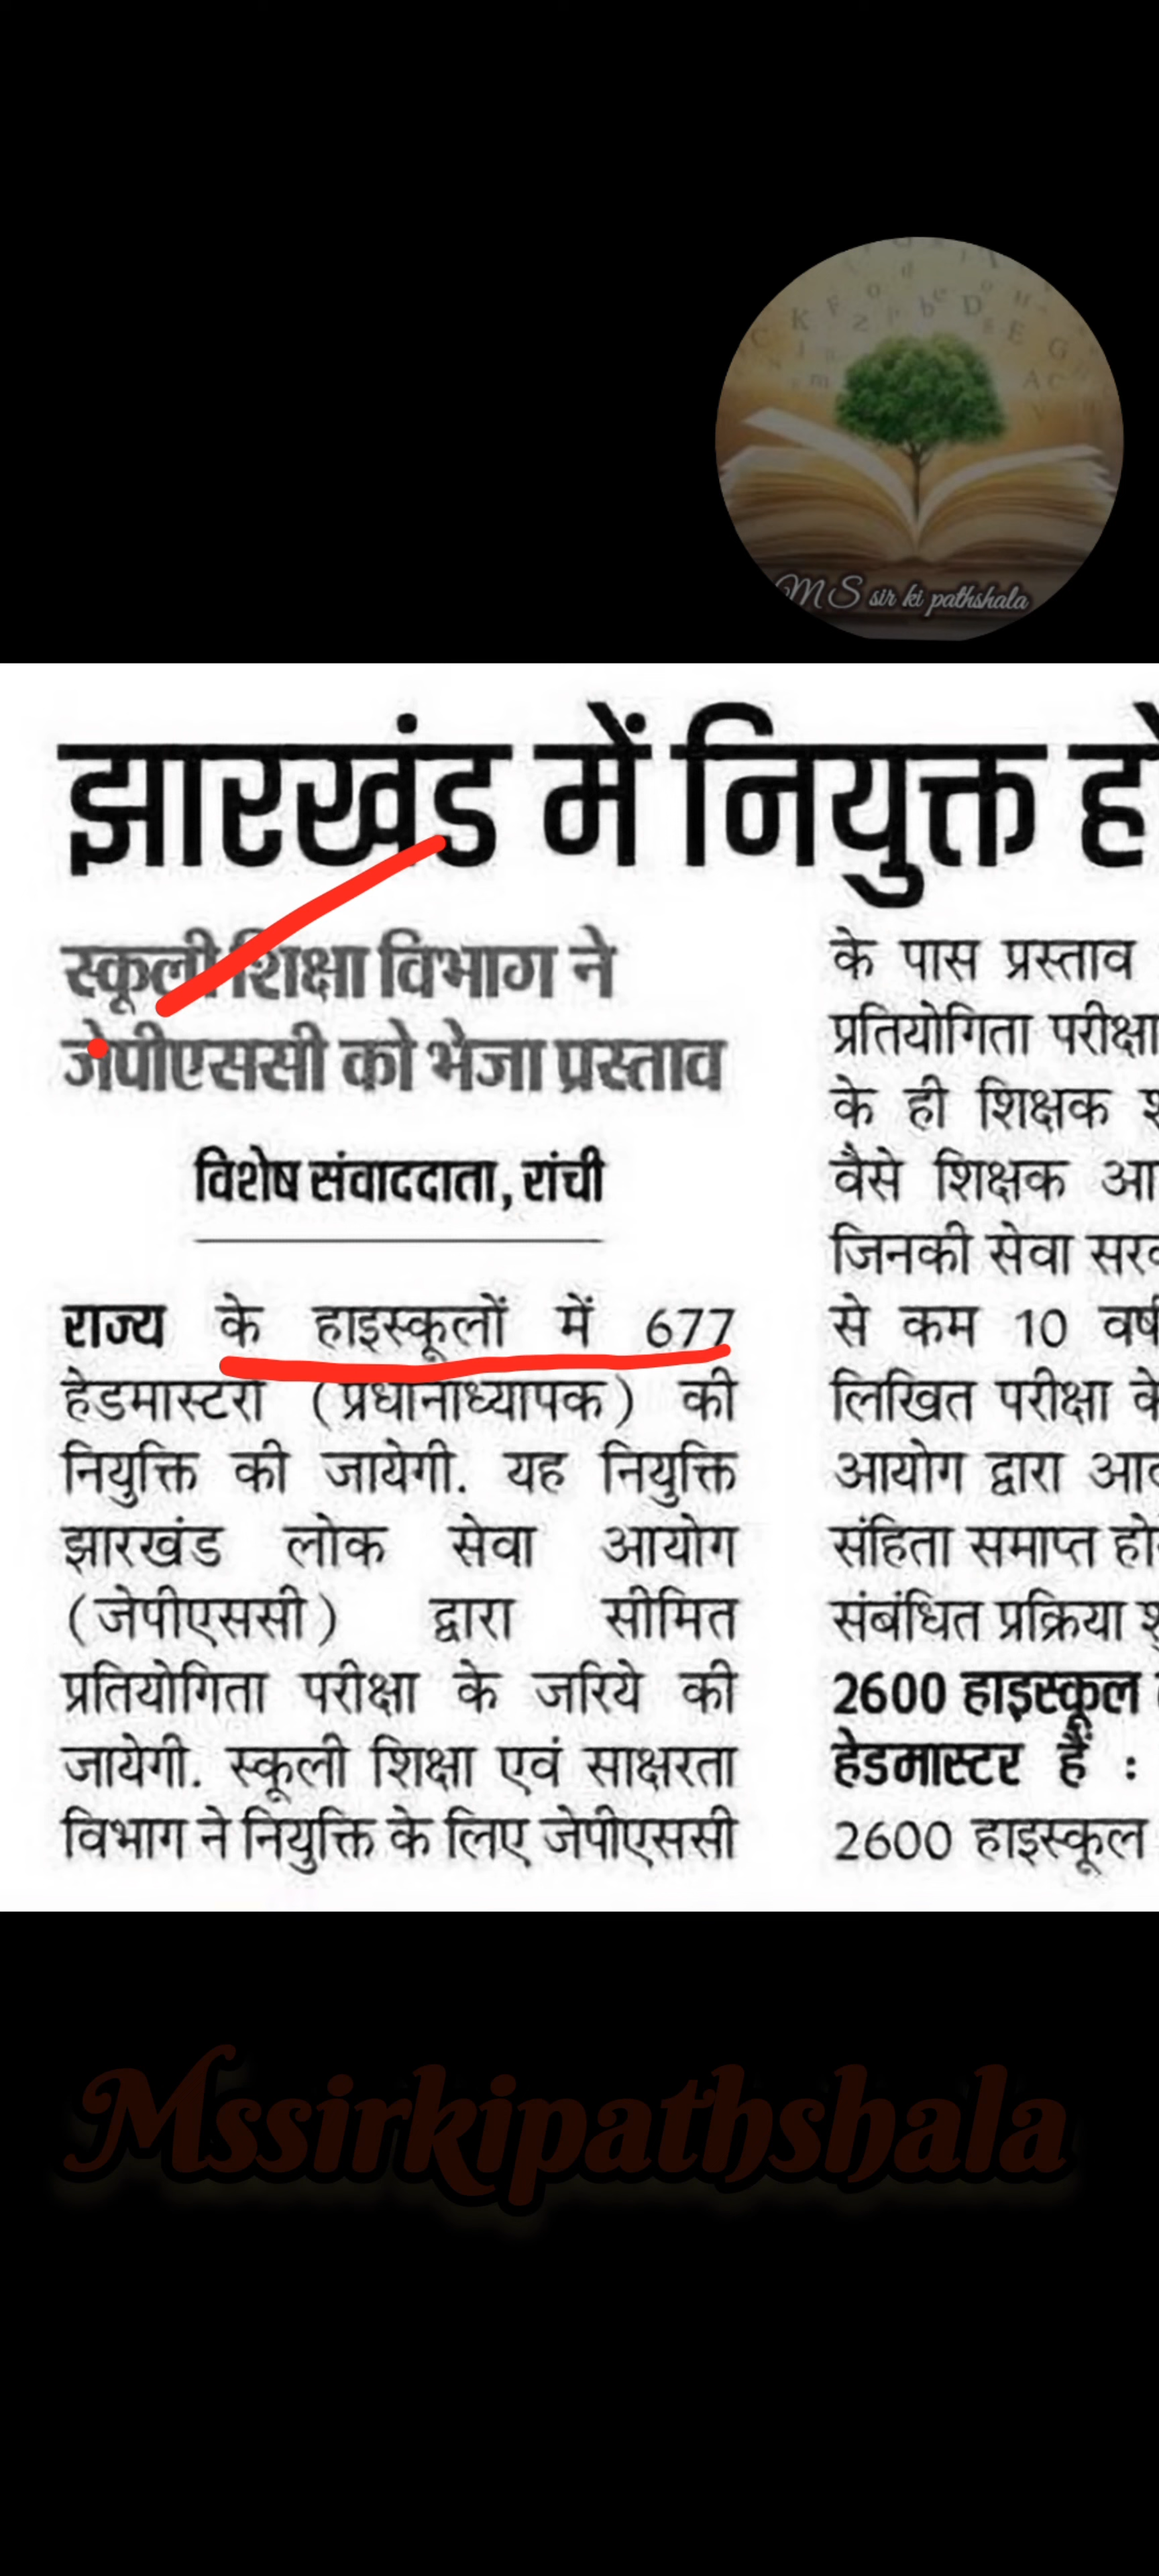 MS sir ki pathshala
झारखंड में नियुक्त
स्कूली शिक्षा विभाग ने
जेपीएससी को भेजा प्रस्ताव
विशेष संवाददाता, रांची
राज्य के हाइस्कूलों में 677
हेडमास्टरों (प्रधानाध्यापक) की
नियुक्ति की जायेगी. यह नियुक्ति
झारखंड लोक सेवा आयोग
(जेपीएससी) द्वारा सीमित
प्रतियोगिता परीक्षा के जरिये की
जायेगी. स्कूली शिक्षा एवं साक्षरता
विभाग ने नियुक्ति के लिए जेपीएससी
के पास प्रस्ताव
प्रतियोगिता परीक्षा
के ही शिक्षक
वैसे शिक्षक
जिनकी सेवा
से कम 10
लिखित परीक्षा
आयोग द्वारा
संहिता समाप्त
संबंधित प्रक्रिया
2600 हाइस्कूल
हेडमास्टर हैं :
2600 हाइस्कूल
Mssirkipathshala